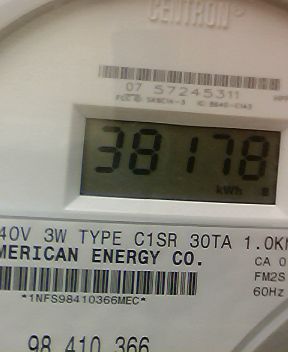 CENTRON®
07 57245311
38178
kWh
40V 3W TYPE C1SR 30TA 1.0K
MERICAN ENERGY CO.
CA 0
FM2S
60Hz
*1NFS98410366MEC*
98 410 366